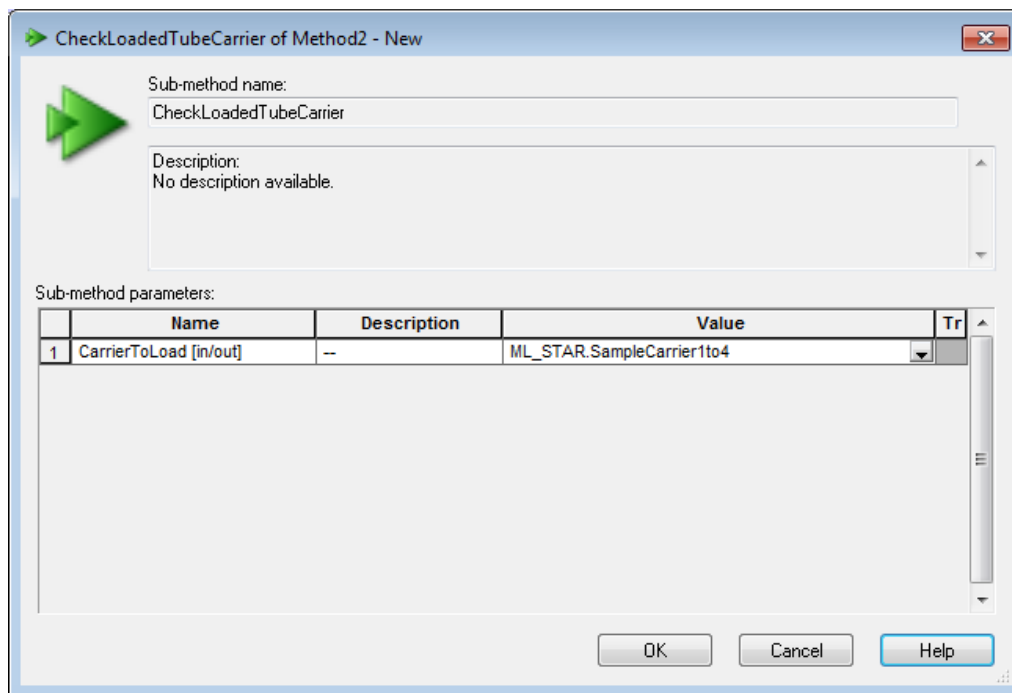 CheckLoadedTubeCarrier of Method2 - New
Sub-method name:
CheckLoadedTubeCarrier
Description:
No description available.
Sub-method parameters:
Name Description Value Tr
1 CarrierToLoad [in/out] -- ML_STAR.SampleCarrier1to4
OK Cancel Help